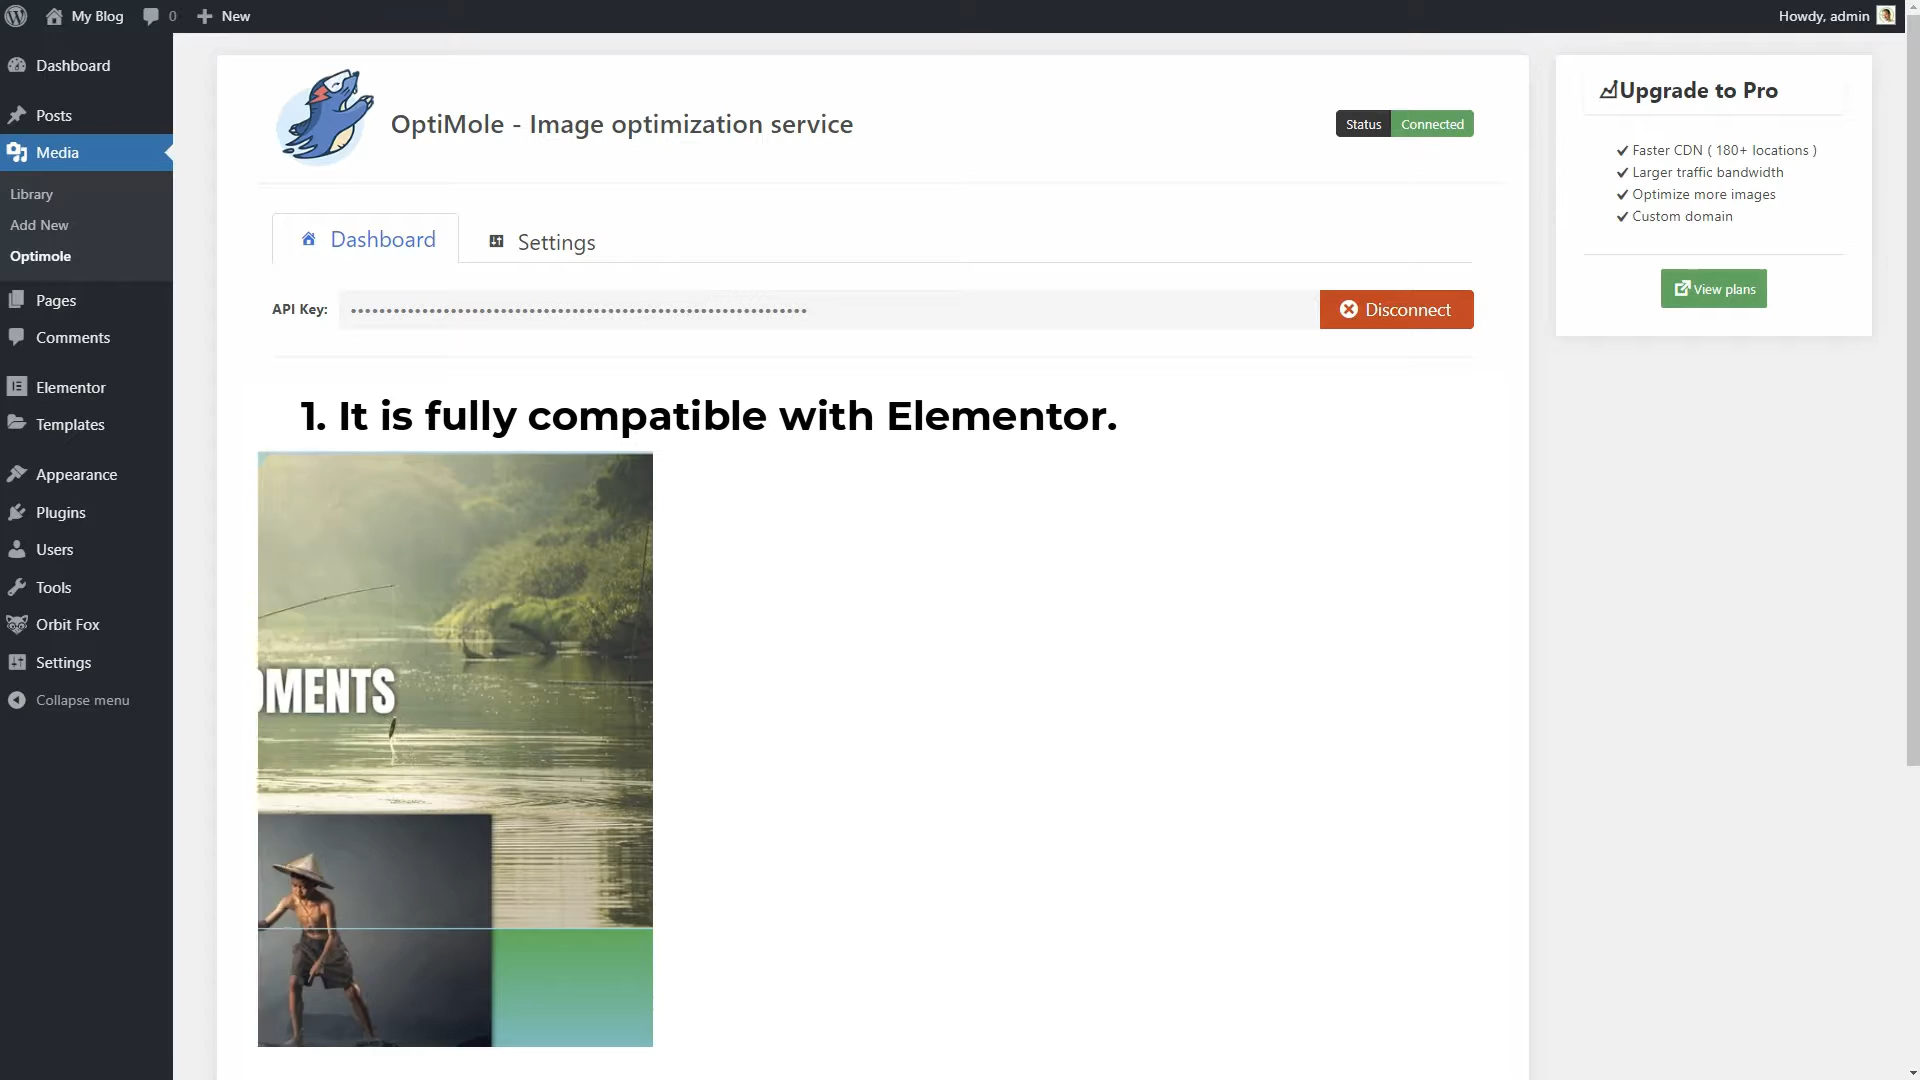 My Blog
0
New
Howdy, admin
Dashboard
Posts
Media
Library
Add New
Optimole
Pages
Comments
Elementor
Templates
Appearance
Plugins
Users
Tools
Orbit Fox
Settings
Collapse menu
OptiMole - Image optimization service
Status Connected
Dashboard
Settings
API Key: ••••••••••••••••••••••••••••••••••••••••••••••••••••••••••••••••
Disconnect
1. It is fully compatible with Elementor.
OMENTS
Upgrade to Pro
Faster CDN ( 180+ locations )
Larger traffic bandwidth
Optimize more images
Custom domain
View plans